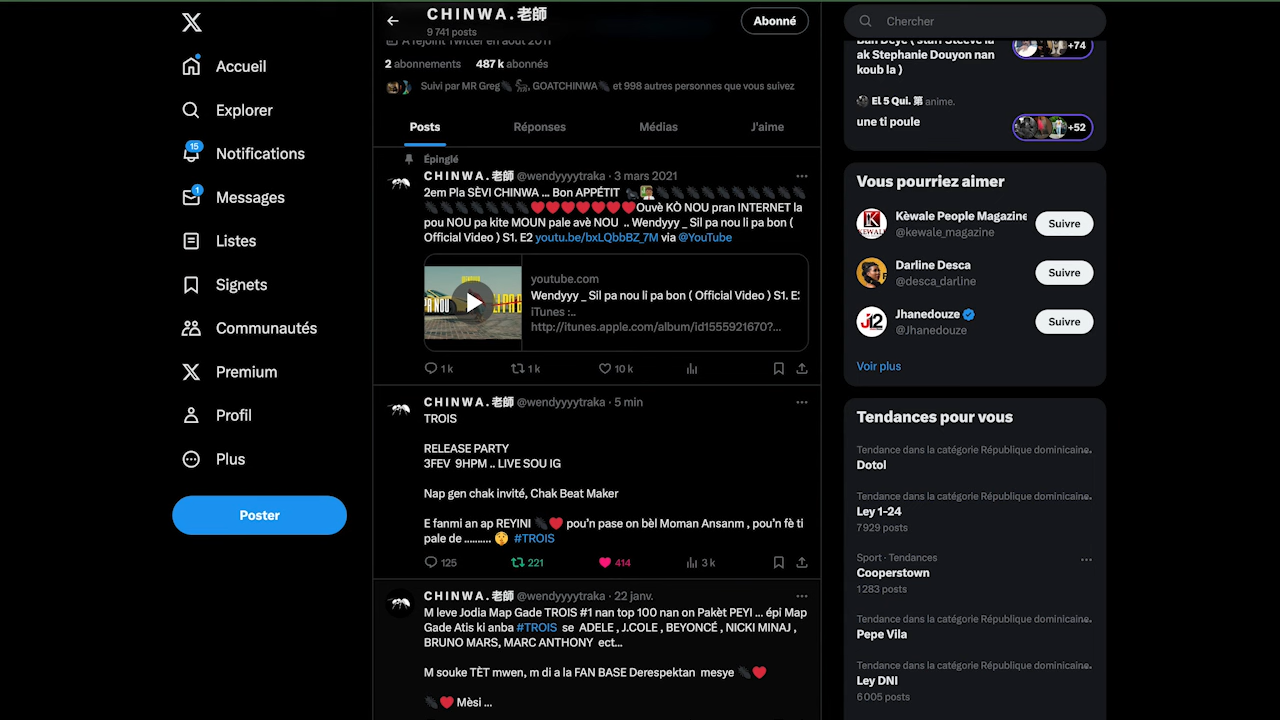 Accueil
Explorer
15
Notifications
1
Messages
Listes
Signets
Communautés
Premium
Profil
Plus
Poster
C H I N W A . 老師
9 741 posts
Abonné
A rejoint Twitter en août 2011
2 abonnements 487 k abonnés
Suivi par MR Greg, GOATCHINWA et 998 autres personnes que vous suivez
Posts Réponses Médias J'aime
Épinglé
C H I N W A . 老師 @wendyyyytraka · 3 mars 2021
2em Pla SÈVI CHINWA ... Bon APPÉTIT
Ouvè KÒ NOU pran INTERNET la
pou NOU pa kite MOUN pale avè NOU .. Wendyyy _ Sil pa nou li pa bon (
Official Video ) S1. E2 youtu.be/bxLQbbBZ_7M via @YouTube
youtube.com
Wendyyy _ Sil pa nou li pa bon ( Official Video ) S1. E2
iTunes :..
http://itunes.apple.com/album/id1555921670?...
1 k 1 k 10 k
C H I N W A . 老師 @wendyyyytraka · 5 min
TROIS
RELEASE PARTY
3FEV 9HPM .. LIVE SOU IG
Nap gen chak invité, Chak Beat Maker
E fanmi an ap REYINI 🖤❤️ pou'n pase on bèl Moman Ansanm , pou'n fè ti
pale de .......... 🤫 #TROIS
125 221 414 3 k
C H I N W A . 老師 @wendyyyytraka · 22 janv.
M leve Jodia Map Gade TROIS #1 nan top 100 nan on Pakèt PEYI ... épi Map
Gade Atis ki anba #TROIS se ADELE , J.COLE , BEYONCÉ , NICKI MINAJ ,
BRUNO MARS, MARC ANTHONY ect...
M souke TÈT mwen, m di a la FAN BASE Derespektan mesye
Mèsi ...
Chercher
Ban Deye ( staff Steeve la
ak Stephanie Douyon nan
koub la )
+74
El 5 Qui. 第 anime.
une ti poule
+52
Vous pourriez aimer
Kèwale People Magazine
@kewale_magazine
Suivre
Darline Desca
@desca_darline
Suivre
Jhanedouze
@Jhanedouze
Suivre
Voir plus
Tendances pour vous
Tendance dans la catégorie République dominicaine
Dotol
Tendance dans la catégorie République dominicaine
Ley 1-24
7 929 posts
Sport · Tendances
Cooperstown
1 283 posts
Tendance dans la catégorie République dominicaine
Pepe Vila
Tendance dans la catégorie République dominicaine
Ley DNI
6 005 posts